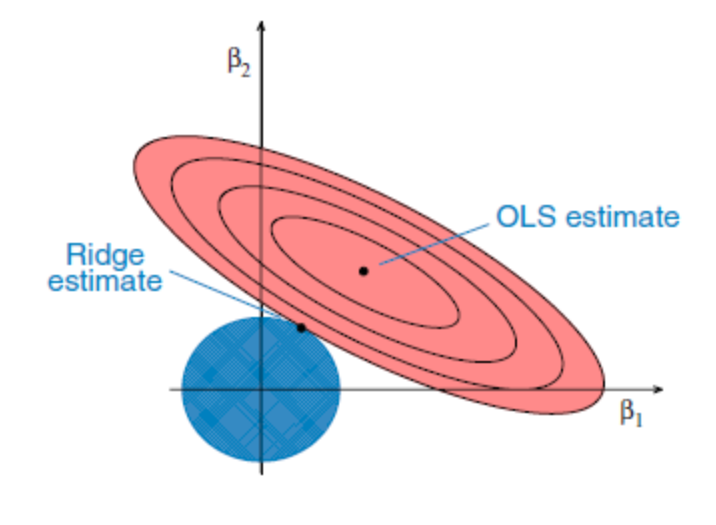 β2
OLS estimate
Ridge
estimate
β1